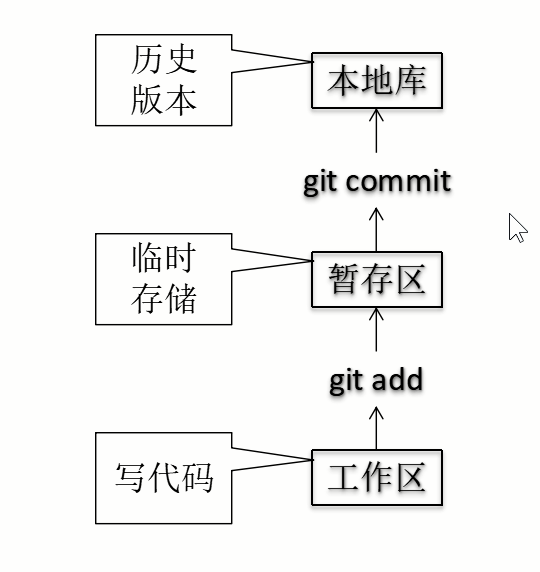 历史
版本
本地库
git commit
临时
存储
暂存区
git add
写代码
工作区